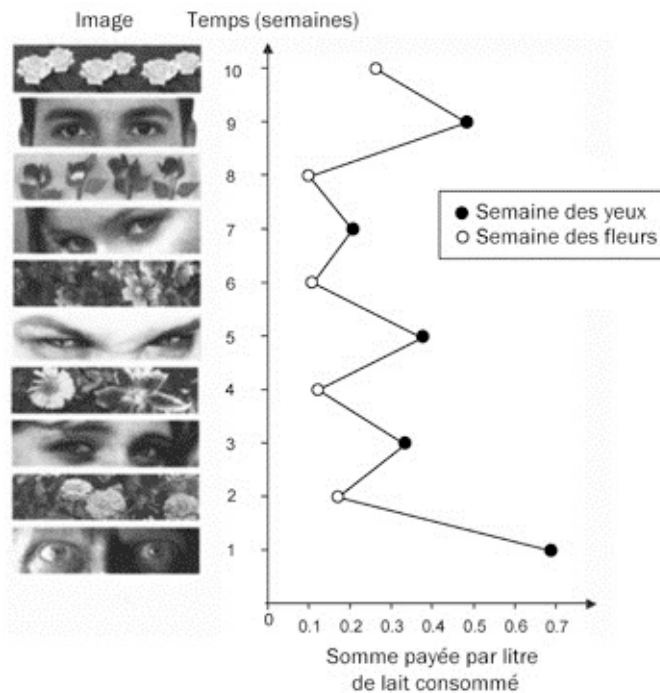 Image
Temps (semaines)
10
9
8
7
6
5
4
3
2
1
Semaine des yeux
Semaine des fleurs
0 0.1 0.2 0.3 0.4 0.5 0.6 0.7
Somme payée par litre
de lait consommé